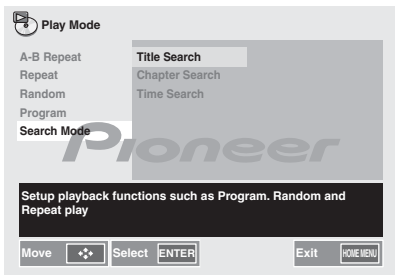 Play Mode
A-B Repeat Title Search
Repeat Chapter Search
Random Time Search
Program
Search Mode
Pioneer
Setup playback functions such as Program. Random and
Repeat play
Move Select ENTER Exit HOME MENU